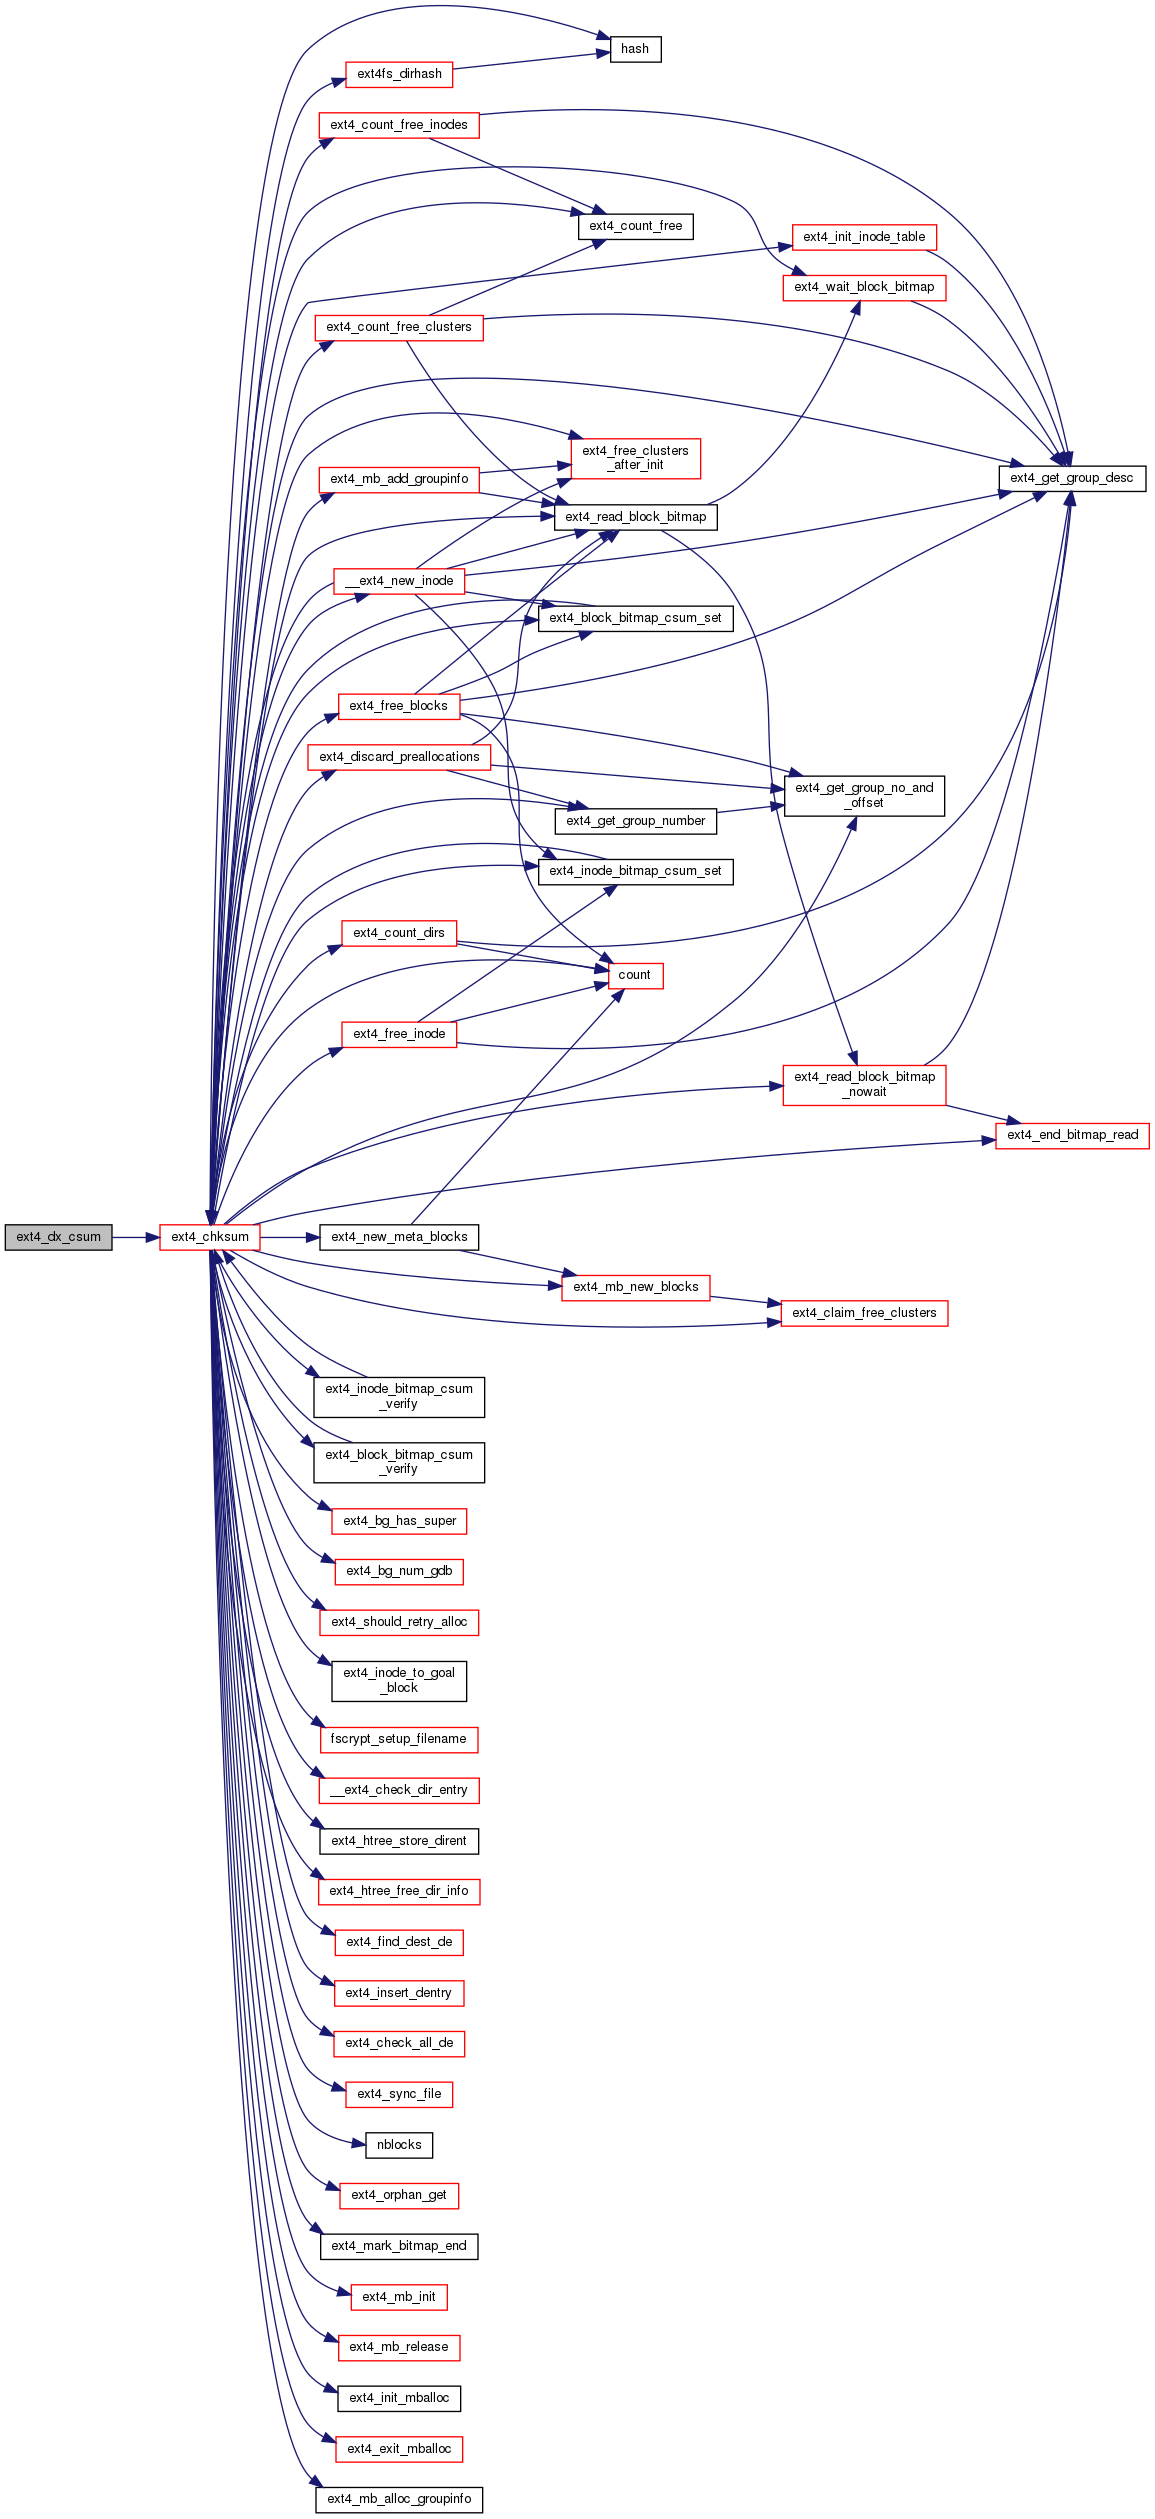 hash
ext4fs_dirhash
ext4_count_free_inodes
ext4_count_free
ext4_init_inode_table
ext4_wait_block_bitmap
ext4_count_free_clusters
ext4_free_clusters
_after_init
ext4_mb_add_groupinfo
ext4_get_group_desc
ext4_read_block_bitmap
__ext4_new_inode
ext4_block_bitmap_csum_set
ext4_free_blocks
ext4_discard_preallocations
ext4_get_group_no_and
_offset
ext4_get_group_number
ext4_inode_bitmap_csum_set
ext4_count_dirs
count
ext4_free_inode
ext4_read_block_bitmap
_nowait
ext4_end_bitmap_read
ext4_dx_csum
ext4_chksum
ext4_new_meta_blocks
ext4_mb_new_blocks
ext4_claim_free_clusters
ext4_inode_bitmap_csum
_verify
ext4_block_bitmap_csum
_verify
ext4_bg_has_super
ext4_bg_num_gdb
ext4_should_retry_alloc
ext4_inode_to_goal
_block
fscrypt_setup_filename
__ext4_check_dir_entry
ext4_htree_store_dirent
ext4_htree_free_dir_info
ext4_find_dest_de
ext4_insert_dentry
ext4_check_all_de
ext4_sync_file
nblocks
ext4_orphan_get
ext4_mark_bitmap_end
ext4_mb_init
ext4_mb_release
ext4_init_mballoc
ext4_exit_mballoc
ext4_mb_alloc_groupinfo